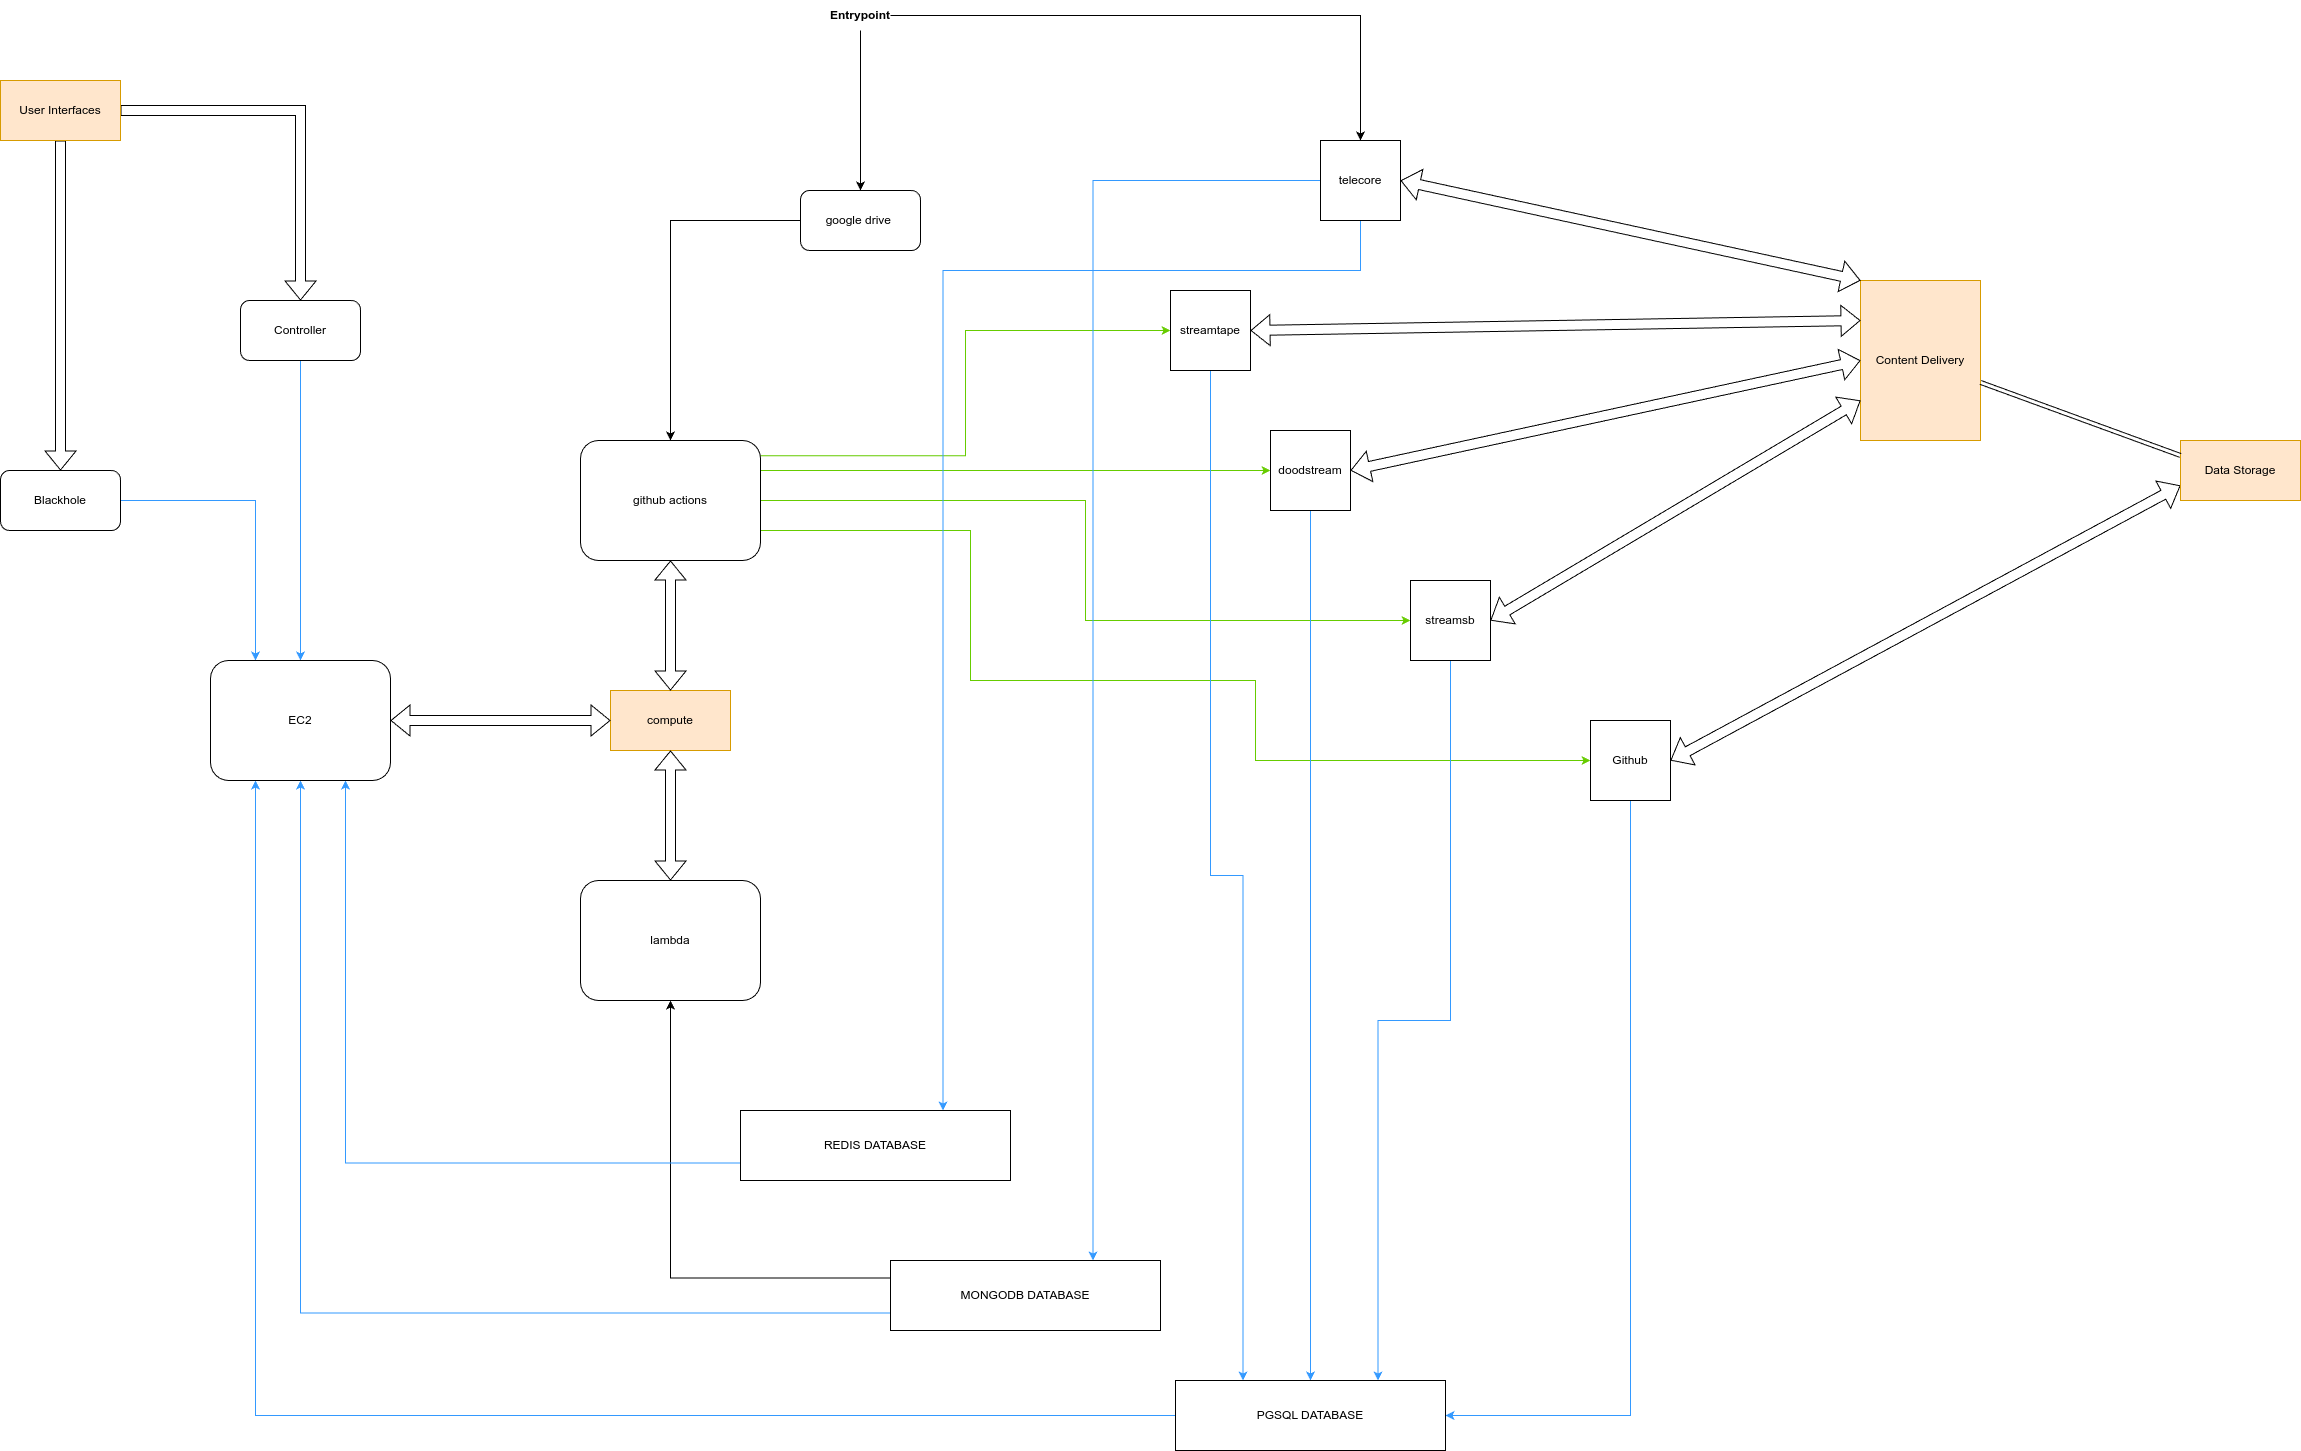 Entrypoint
User Interfaces
telecore
google drive
Controller
streamtape
Content Delivery
doodstream
Data Storage
Blackhole
github actions
streamsb
EC2
compute
Github
lambda
REDIS DATABASE
MONGODB DATABASE
PGSQL DATABASE